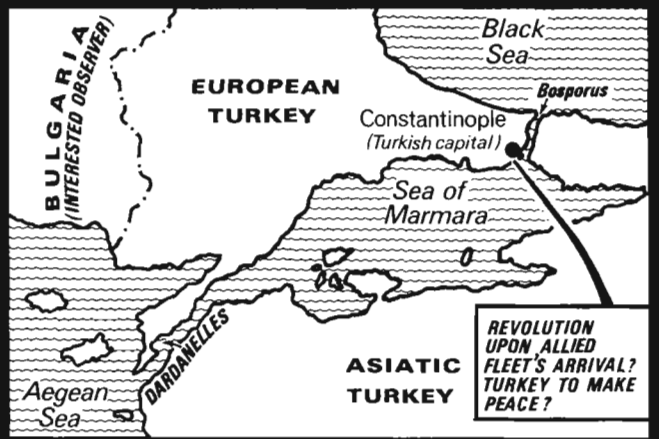 BULGARIA
(INTERESTED OBSERVER)
EUROPEAN
TURKEY
Black
Sea
Bosporus
Constantinople
(Turkish capital)
Sea of
Marmara
DARDANELLES
Aegean
Sea
ASIATIC
TURKEY
REVOLUTION
UPON ALLIED
FLEET'S ARRIVAL?
TURKEY TO MAKE
PEACE?